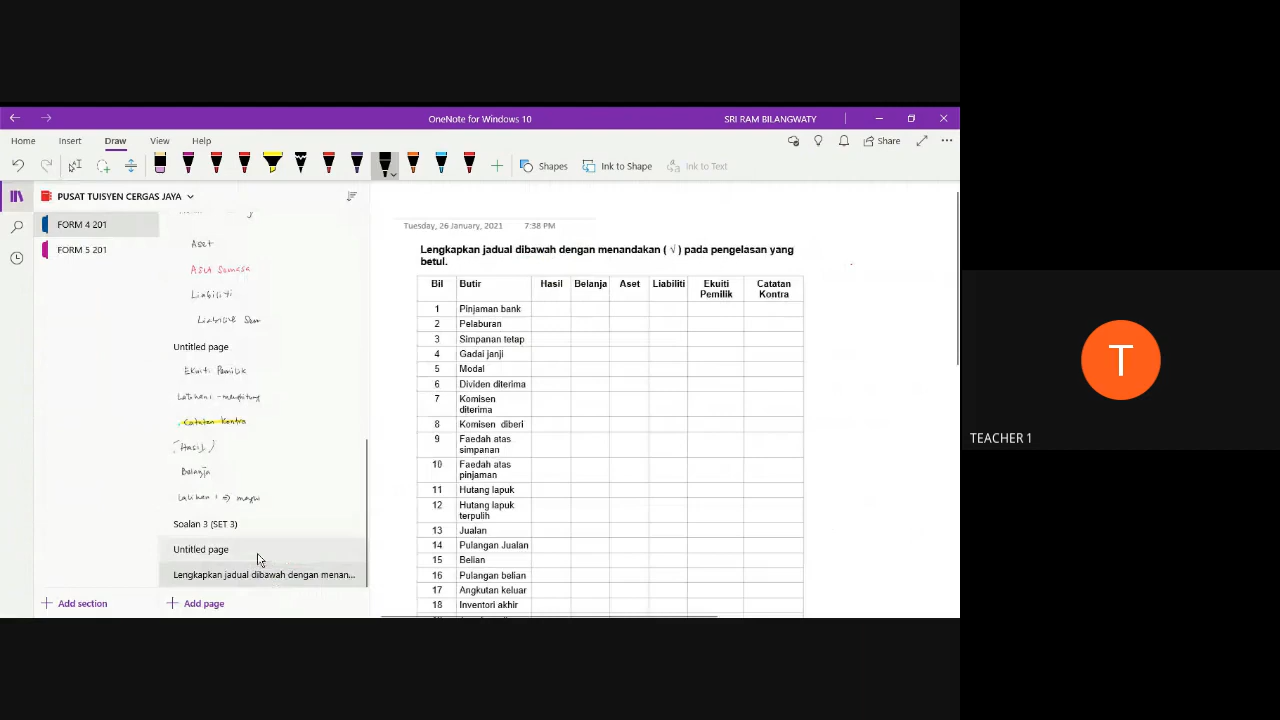 OneNote for Windows 10
SRI RAM BILANGWATY
Home
Insert
Draw
View
Help
Share
Shapes
Ink to Shape
Ink to Text
PUSAT TUISYEN CERGAS JAYA
FORM 4 201
FORM 5 201
Aset
Aset Semasa
Liabiliti
Untitled page
Ekuiti Pemilik
Catatan Kontra
(Hasil)
Belanja
Latihan 1
Soalan 3 (SET 3)
Untitled page
Lengkapkan jadual dibawah dengan menan...
Add section
Add page
Tuesday, 26 January, 2021 7:38 PM
Lengkapkan jadual dibawah dengan menandakan ( √ ) pada pengelasan yang
betul.
Bil Butir Hasil Belanja Aset Liabiliti Ekuiti Pemilik Catatan Kontra
1 Pinjaman bank
2 Pelaburan
3 Simpanan tetap
4 Gadai janji
5 Modal
6 Dividen diterima
7 Komisen
diterima
8 Komisen diberi
9 Faedah atas
simpanan
10 Faedah atas
pinjaman
11 Hutang lapuk
12 Hutang lapuk
terpulih
13 Jualan
14 Pulangan Jualan
15 Belian
16 Pulangan belian
17 Angkutan keluar
18 Inventori akhir
T
TEACHER 1